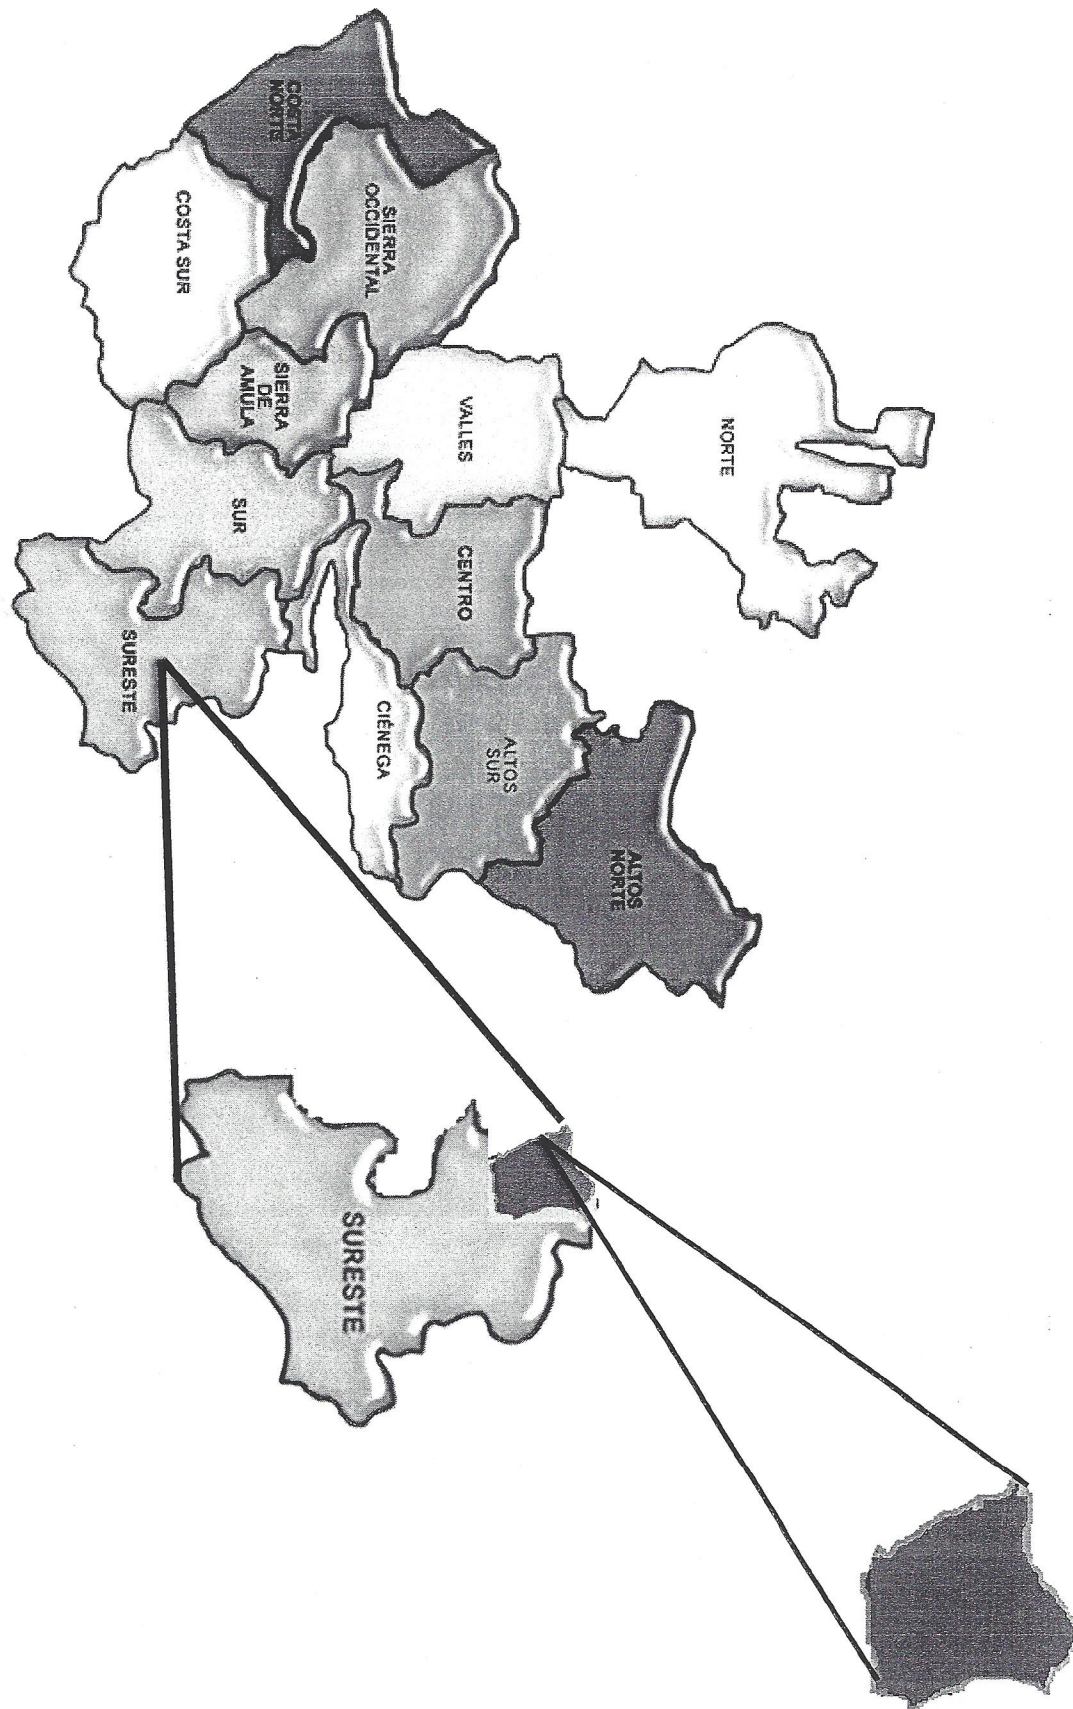 NORTE
COSTA
NORTE
SIERRA
OCCIDENTAL
COSTA SUR
VALLES
SIERRA
DE
AMULA
SUR
CENTRO
SURESTE
CIÉNEGA
ALTOS
SUR
ALTOS
NORTE
SURESTE